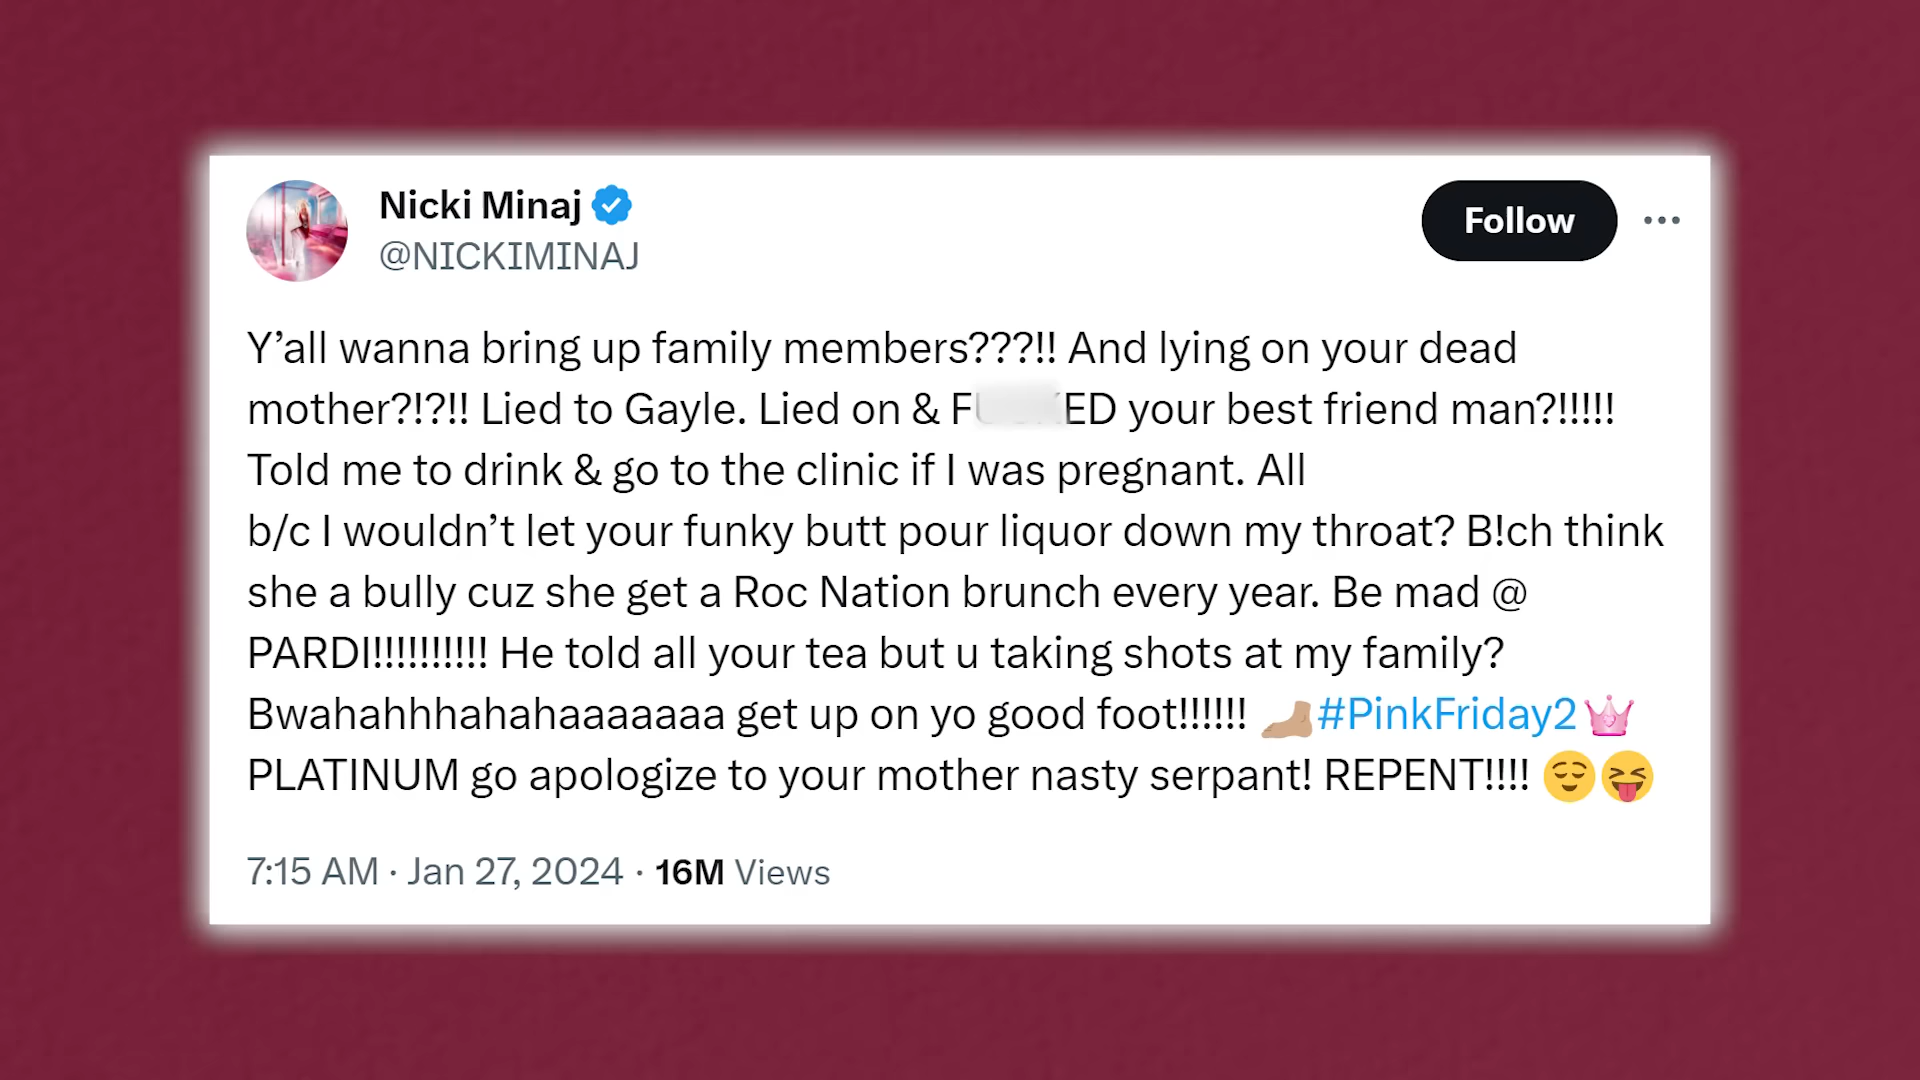 Nicki Minaj
@NICKIMINAJ
Follow
Y’all wanna bring up family members???!! And lying on your dead
mother?!?!! Lied to Gayle. Lied on & F ED your best friend man?!!!!!
Told me to drink & go to the clinic if I was pregnant. All
b/c I wouldn’t let your funky butt pour liquor down my throat? B!ch think
she a bully cuz she get a Roc Nation brunch every year. Be mad @
PARDI!!!!!!!!!! He told all your tea but u taking shots at my family?
Bwahahhhahahaaaaaaa get up on yo good foot!!!!!! 🦶🏼#PinkFriday2
PLATINUM go apologize to your mother nasty serpant! REPENT!!!! 😌😝
7:15 AM · Jan 27, 2024 · 16M Views